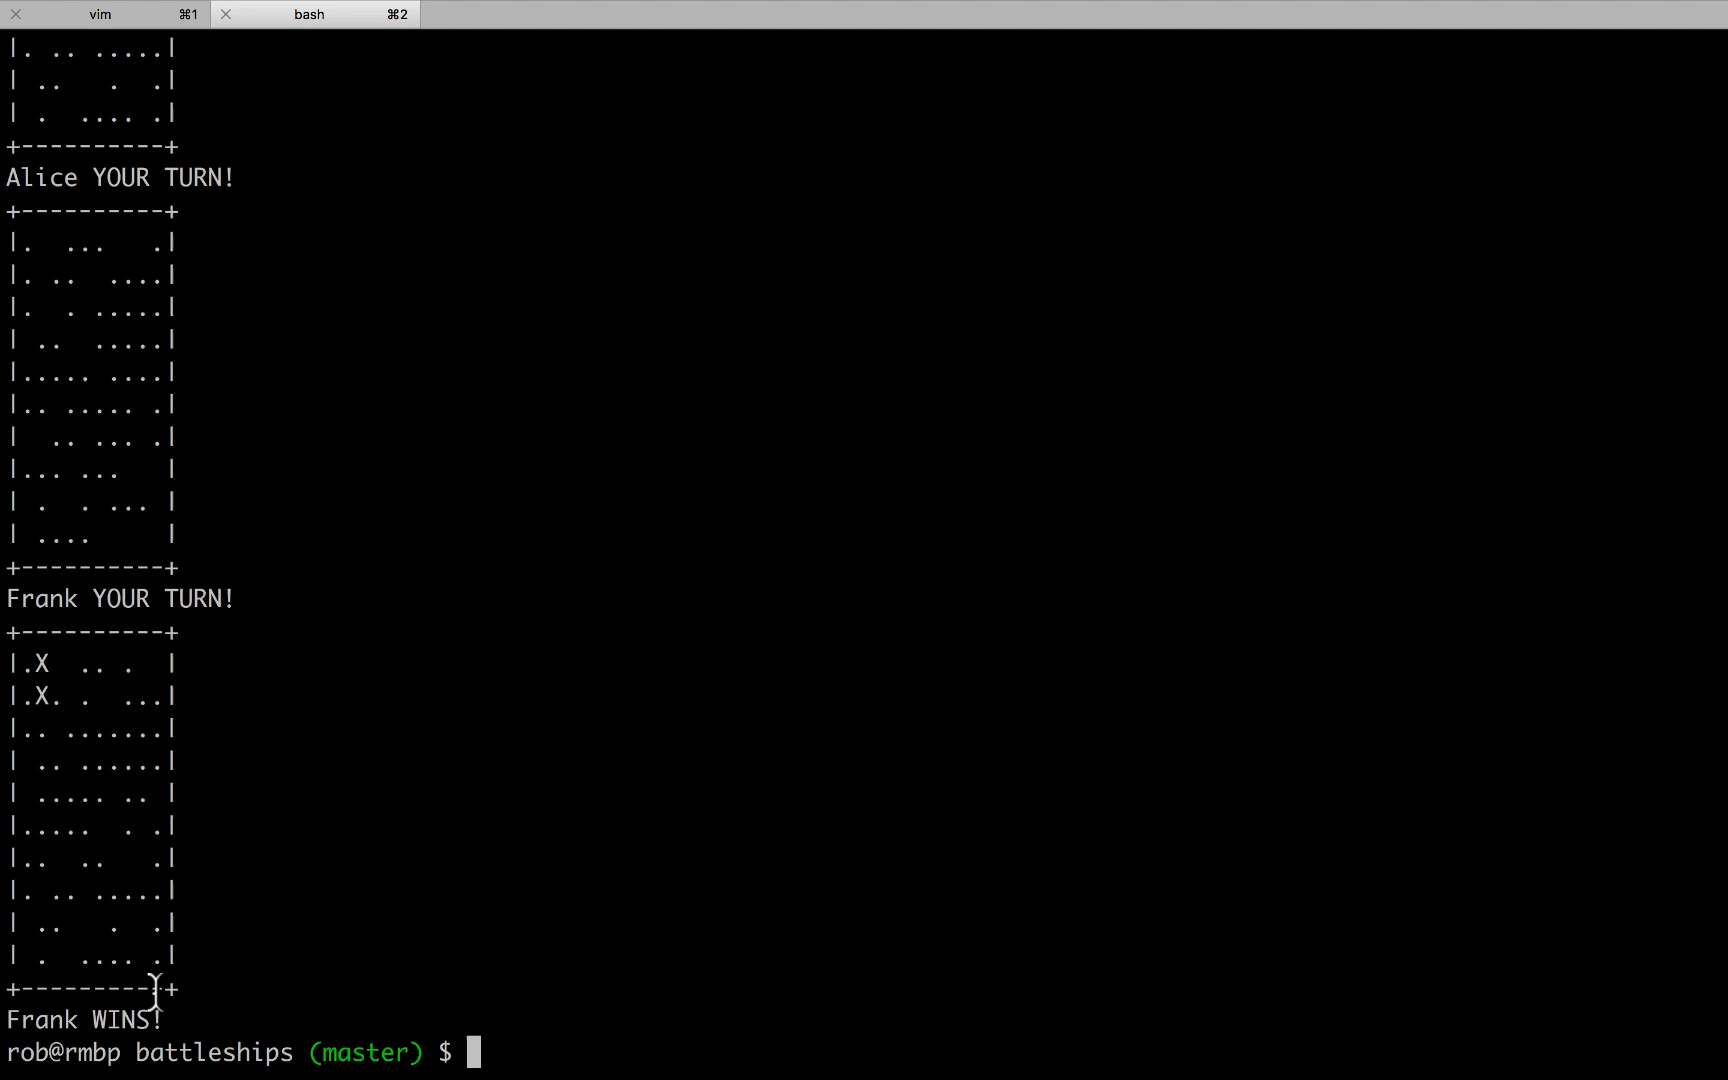 vim ⌘1 bash ⌘2
|. .. .....|
| ..   .  .|
| .  .... .|
+----------+
Alice YOUR TURN!
+----------+
|.  ...   .|
|. ..  ....|
|.  . .....|
| ..  .....|
|..... ....|
|.. ..... .|
|  .. ... .|
|... ...   |
| .  . ... |
| ....     |
+----------+
Frank YOUR TURN!
+----------+
|.X  .. .  |
|.X. .  ...|
|.. .......|
| .. ......|
| ..... .. |
|.....  . .|
|..  ..   .|
|. .. .....|
| ..   .  .|
| .  .... .|
+----------+
Frank WINS!
rob@rmbp battleships (master) $